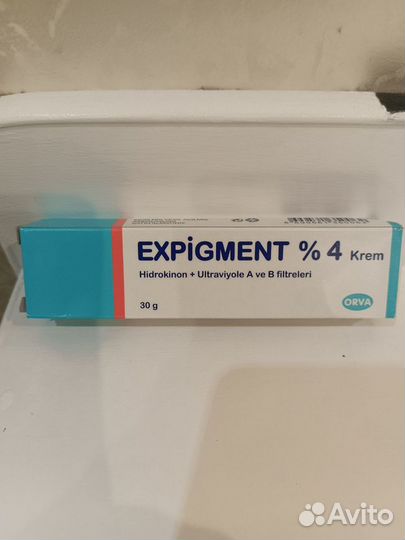 EXPİGMENT % 4 Krem
Hidrokinon + Ultraviyole A ve B filtreleri
30 g
ORVA
Avito